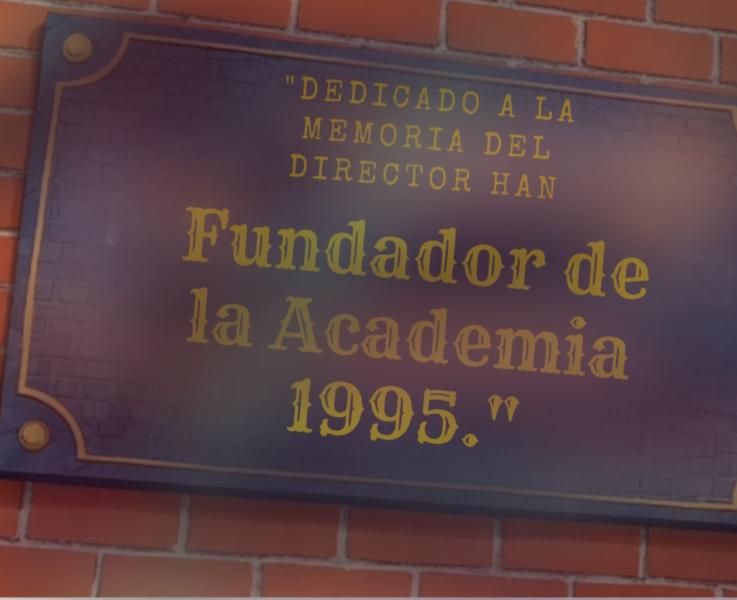 "DEDICADO A LA
MEMORIA DEL
DIRECTOR HAN
Fundador de
la Academia
1995."